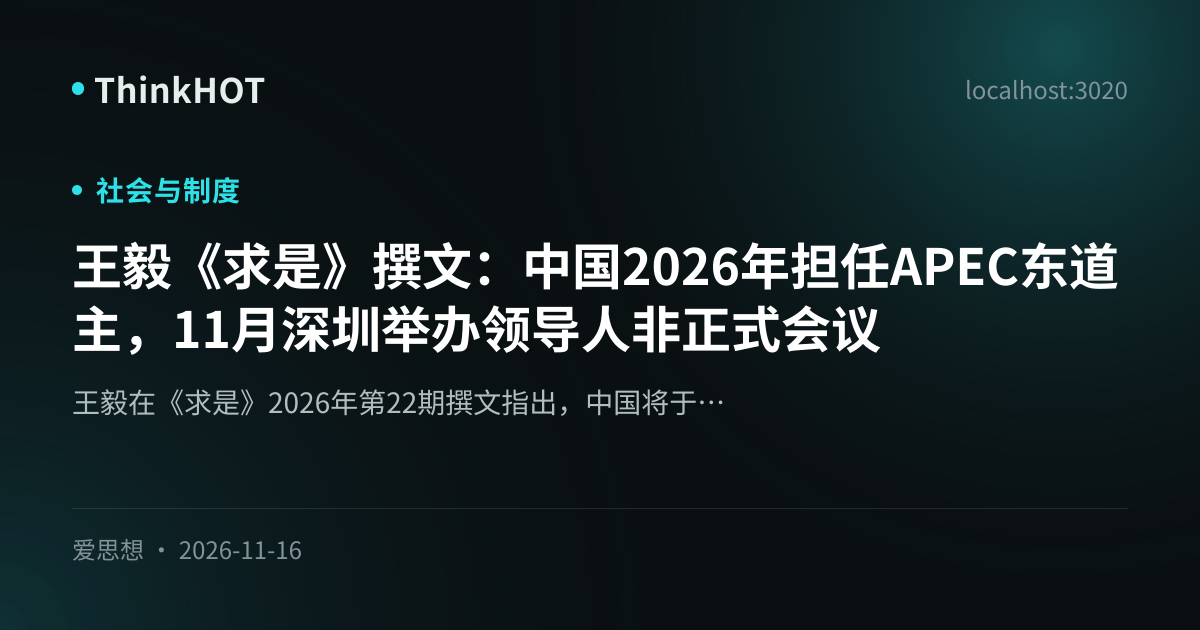 ThinkHOT
localhost:3020
社会与制度
王毅《求是》撰文：中国2026年担任APEC东道
主，11月深圳举办领导人非正式会议
王毅在《求是》2026年第22期撰文指出，中国将于…
爱思想 · 2026-11-16